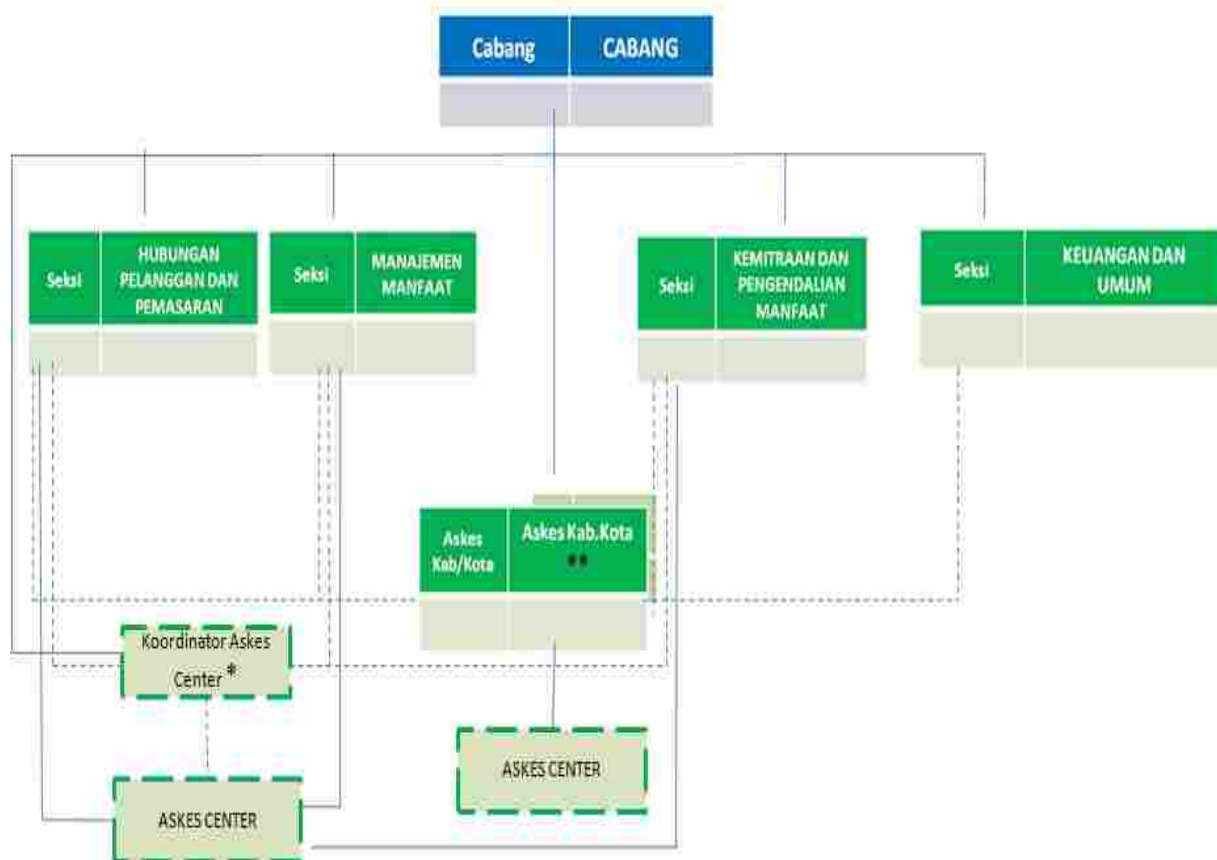 Cabang CABANG
Seksi HUBUNGAN
PELANGGAN DAN
PEMASARAN
Seksi MANAJEMEN
MANFAAT
Seksi KEMITRAAN DAN
PENGENDALIAN
MANFAAT
Seksi KEUANGAN DAN
UMUM
Askes
Kab/Kota
Askes Kab.Kota
**
Koordinator Askes
Center *
ASKES CENTER
ASKES CENTER